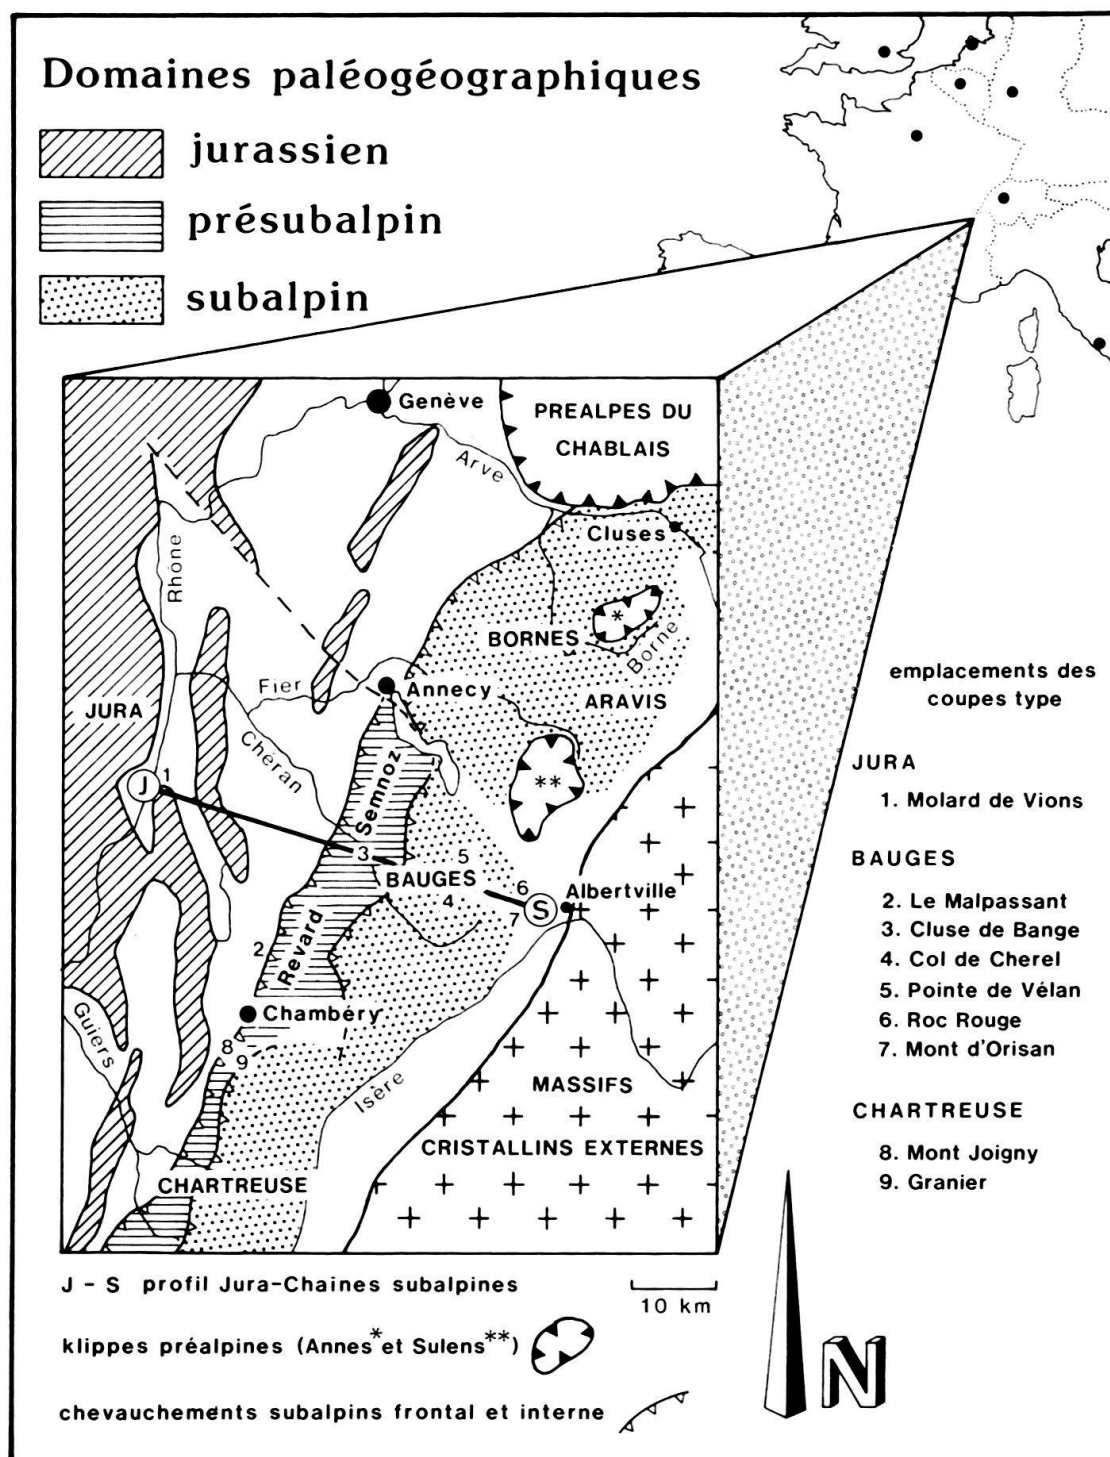 Domaines paléogéographiques
jurassien
présubalpin
subalpin
Genève
PREALPES DU
CHABLAIS
Arve
Cluses
Rhône
*
BORNES
Borne
Fier
Annecy
ARAVIS
JURA
Chéran
Semnoz
**
J 1
3
5
BAUGES
4
6
S
7
Albertville
2
Revard
Chambéry
8
9
Guiers
Isère
MASSIFS
CRISTALLINS EXTERNES
CHARTREUSE
emplacements des
coupes type
JURA
1. Molard de Vions
BAUGES
2. Le Malpassant
3. Cluse de Bange
4. Col de Cherel
5. Pointe de Vélan
6. Roc Rouge
7. Mont d'Orisan
CHARTREUSE
8. Mont Joigny
9. Granier
J - S profil Jura-Chaines subalpines
10 km
klippes préalpines (Annes* et Sulens**)
chevauchements subalpins frontal et interne
N